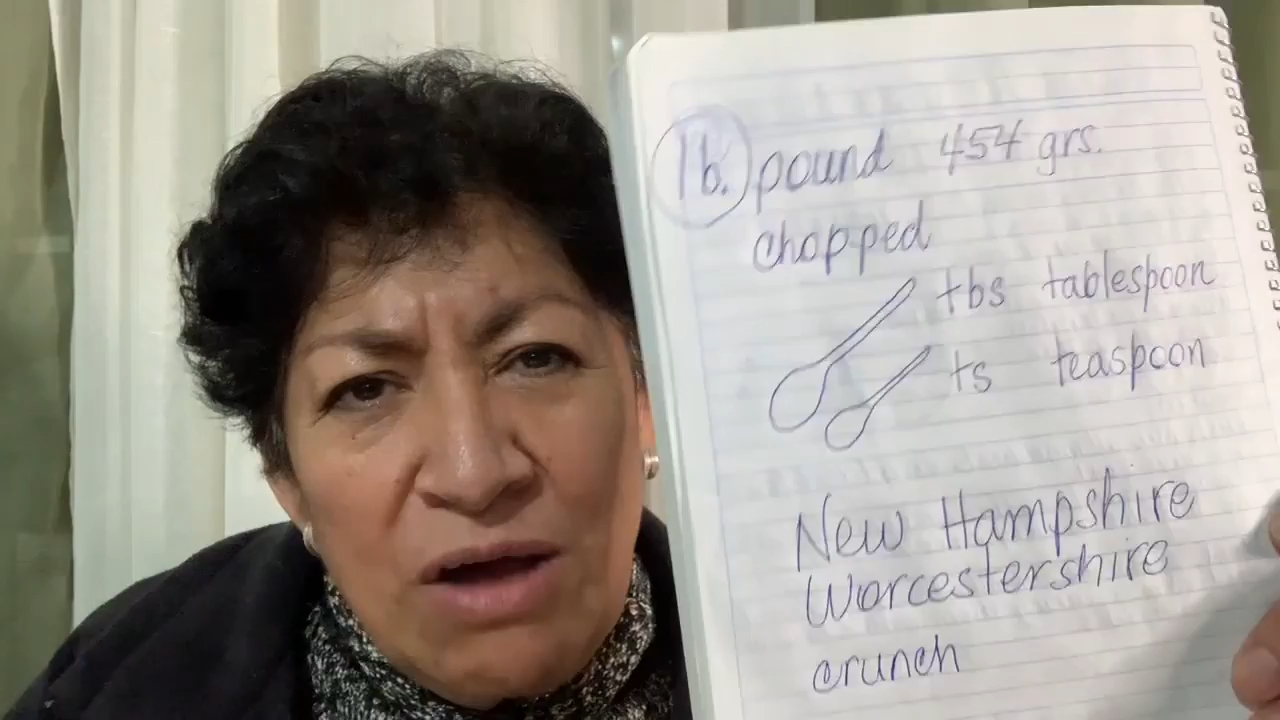 lb. pound 454 grs.
chopped
tbs tablespoon
ts teaspoon
New Hampshire
Worcestershire
crunch